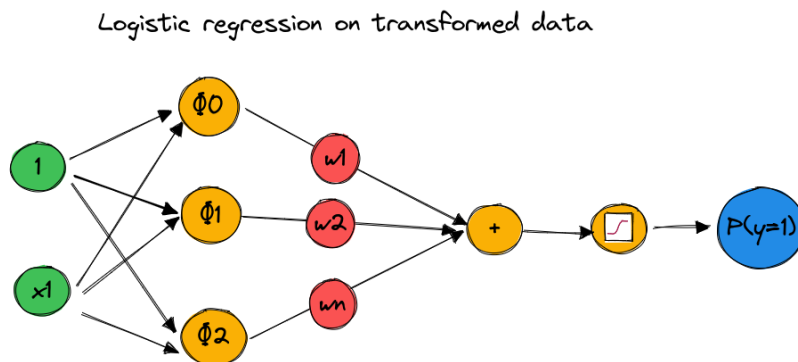 Logistic regression on transformed data
Φ0
1
w1
Φ1
w2
+
P(y=1)
x1
wn
Φ2